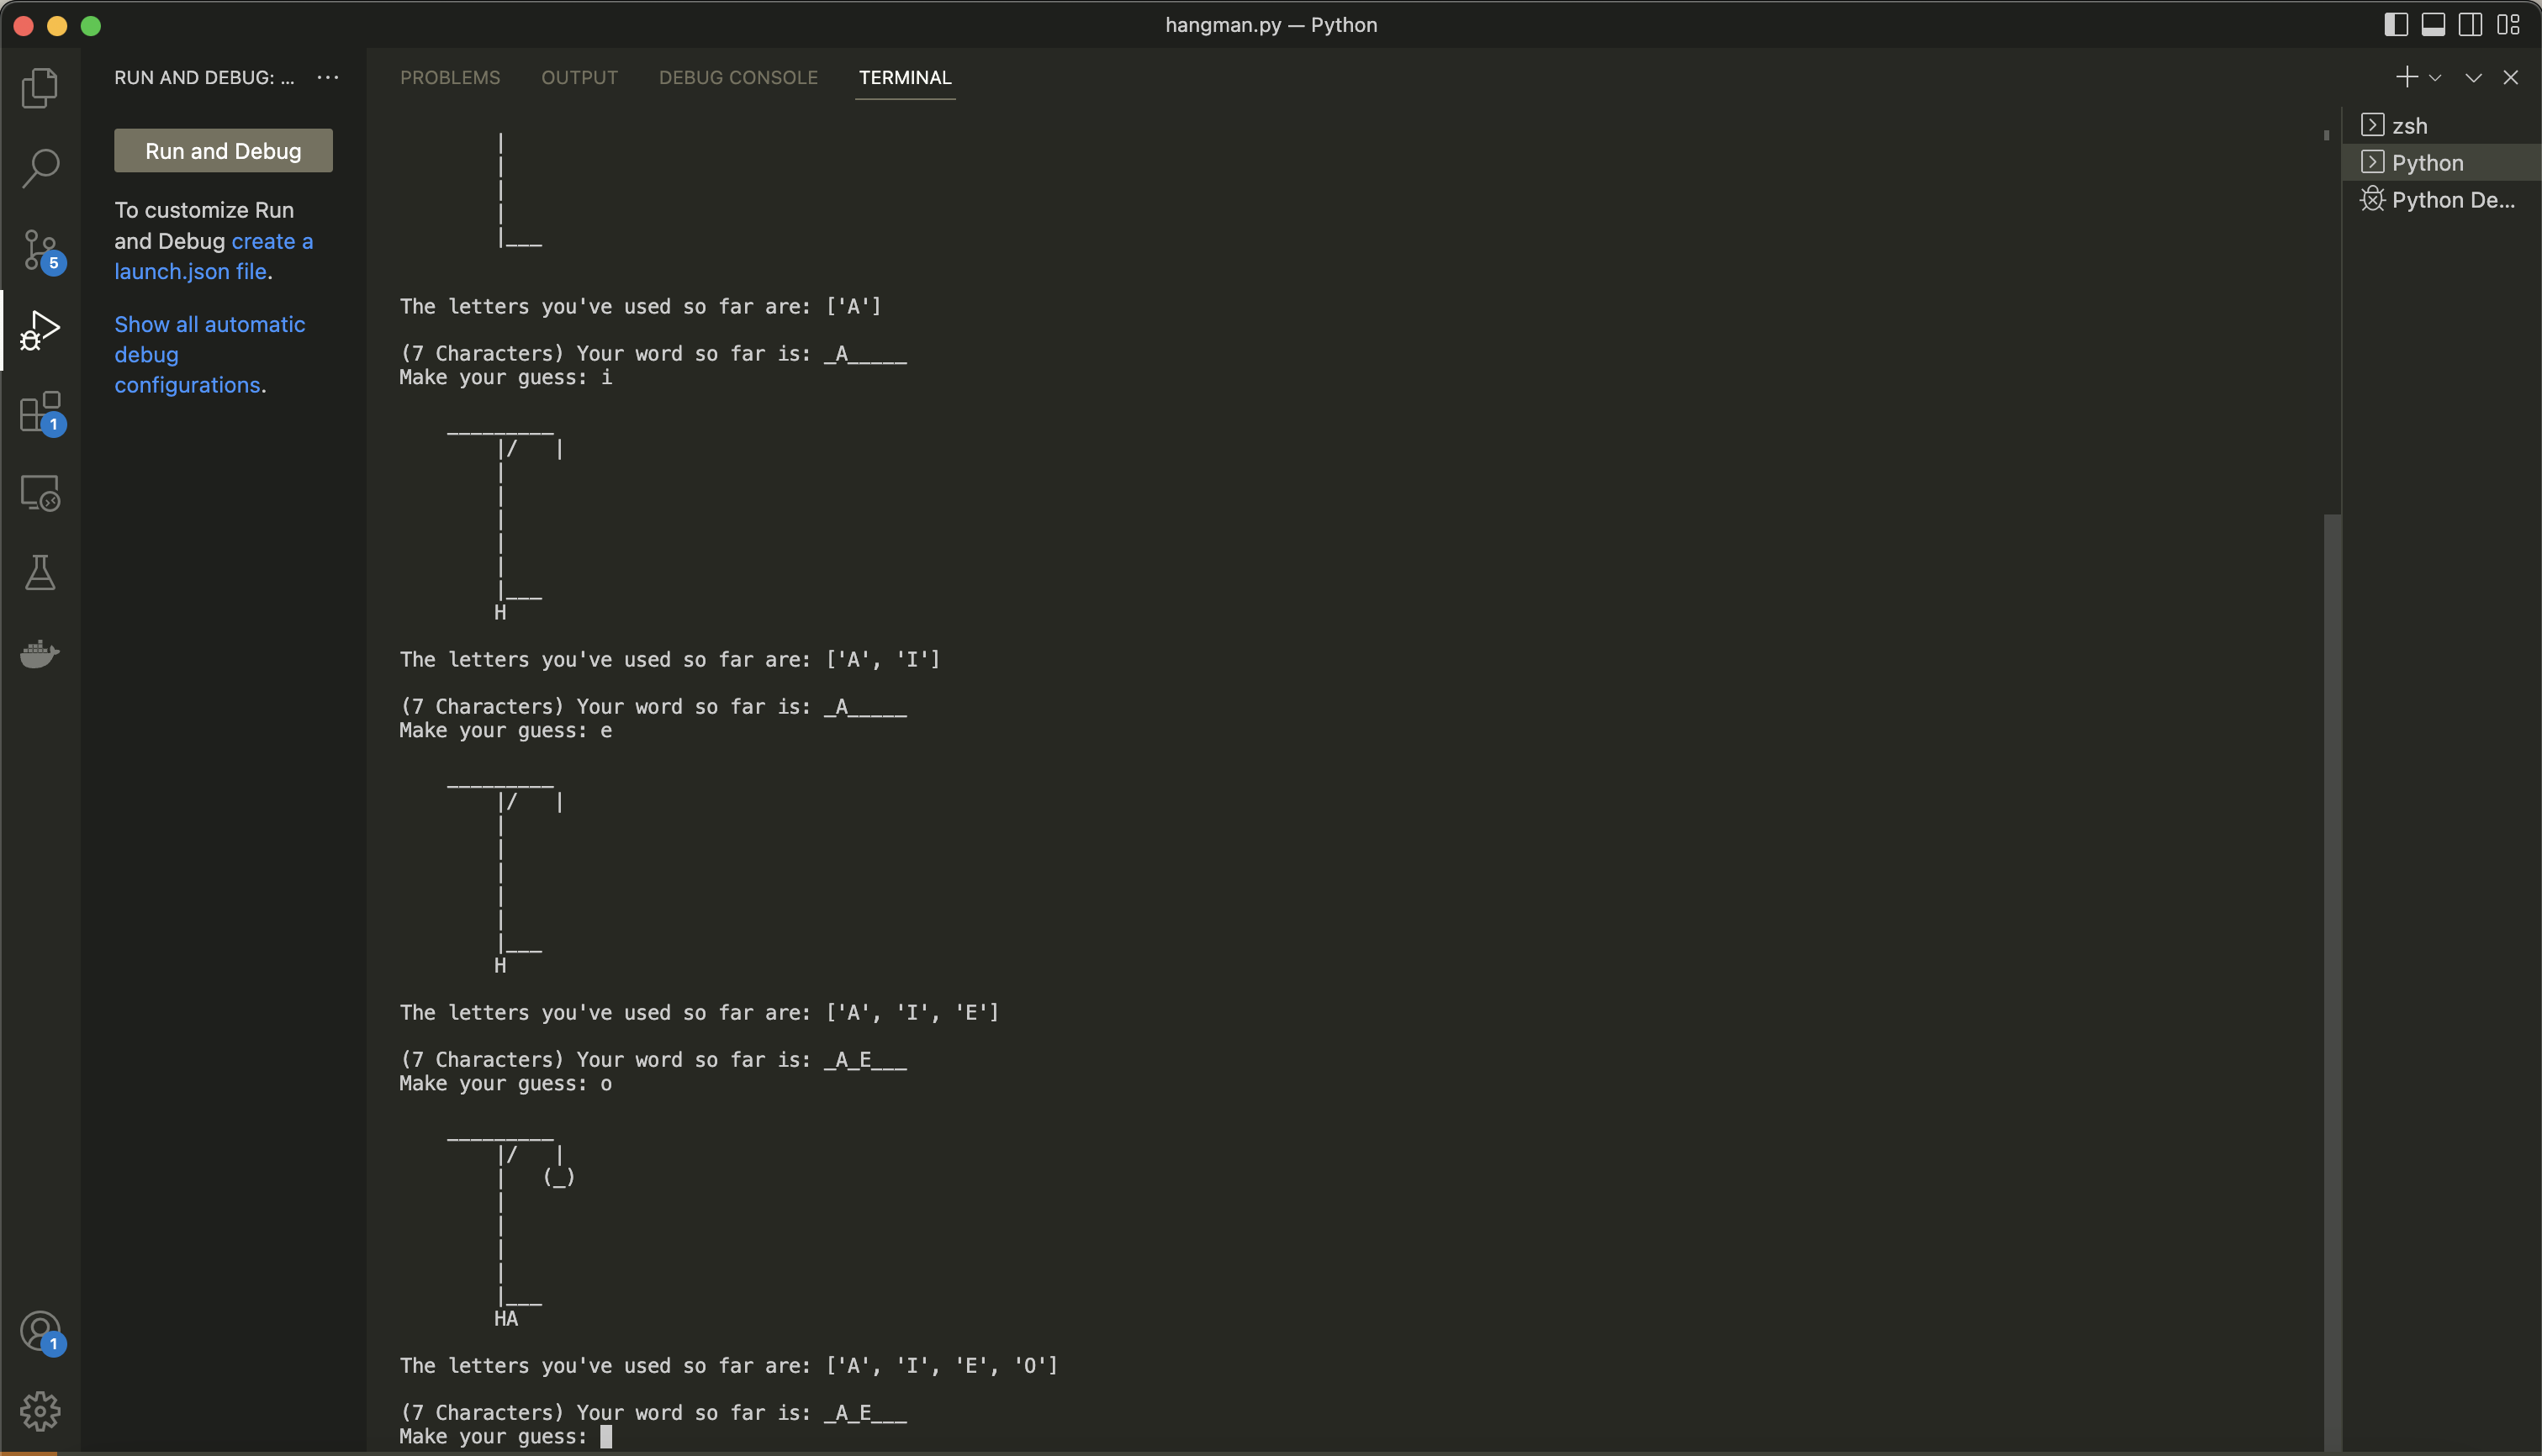 hangman.py — Python
RUN AND DEBUG: ... ···
Run and Debug
To customize Run
and Debug create a
launch.json file.
Show all automatic
debug
configurations.
5
1
1
PROBLEMS OUTPUT DEBUG CONSOLE TERMINAL
|
|
|
|
|___
The letters you've used so far are: ['A']
(7 Characters) Your word so far is: _A_____
Make your guess: i
_________
|/   |
|
|
|
|
|
|___
H
The letters you've used so far are: ['A', 'I']
(7 Characters) Your word so far is: _A_____
Make your guess: e
_________
|/   |
|
|
|
|
|
|___
H
The letters you've used so far are: ['A', 'I', 'E']
(7 Characters) Your word so far is: _A_E___
Make your guess: o
_________
|/   |
|   (_)
|
|
|
|
|___
HA
The letters you've used so far are: ['A', 'I', 'E', 'O']
(7 Characters) Your word so far is: _A_E___
Make your guess:
zsh
Python
Python De...